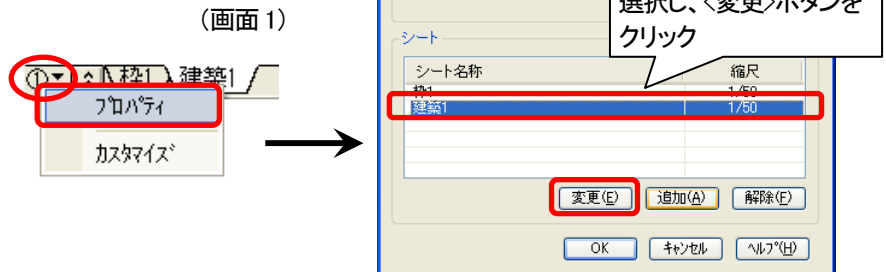 (画面1)
選択し、<変更>ボタンを
クリック
① ▼ 枠1 建築1
プロパティ
カスタマイズ
シート
シート名称 縮尺
枠1 1/50
建築1 1/50
変更(E) 追加(A) 解除(F)
OK キャンセル ヘルプ(H)